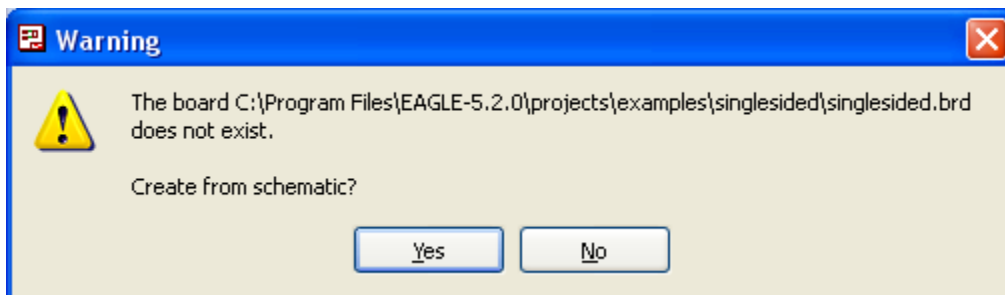 Warning
The board C:\Program Files\EAGLE-5.2.0\projects\examples\singlesided\singlesided.brd
does not exist.
Create from schematic?
Yes No